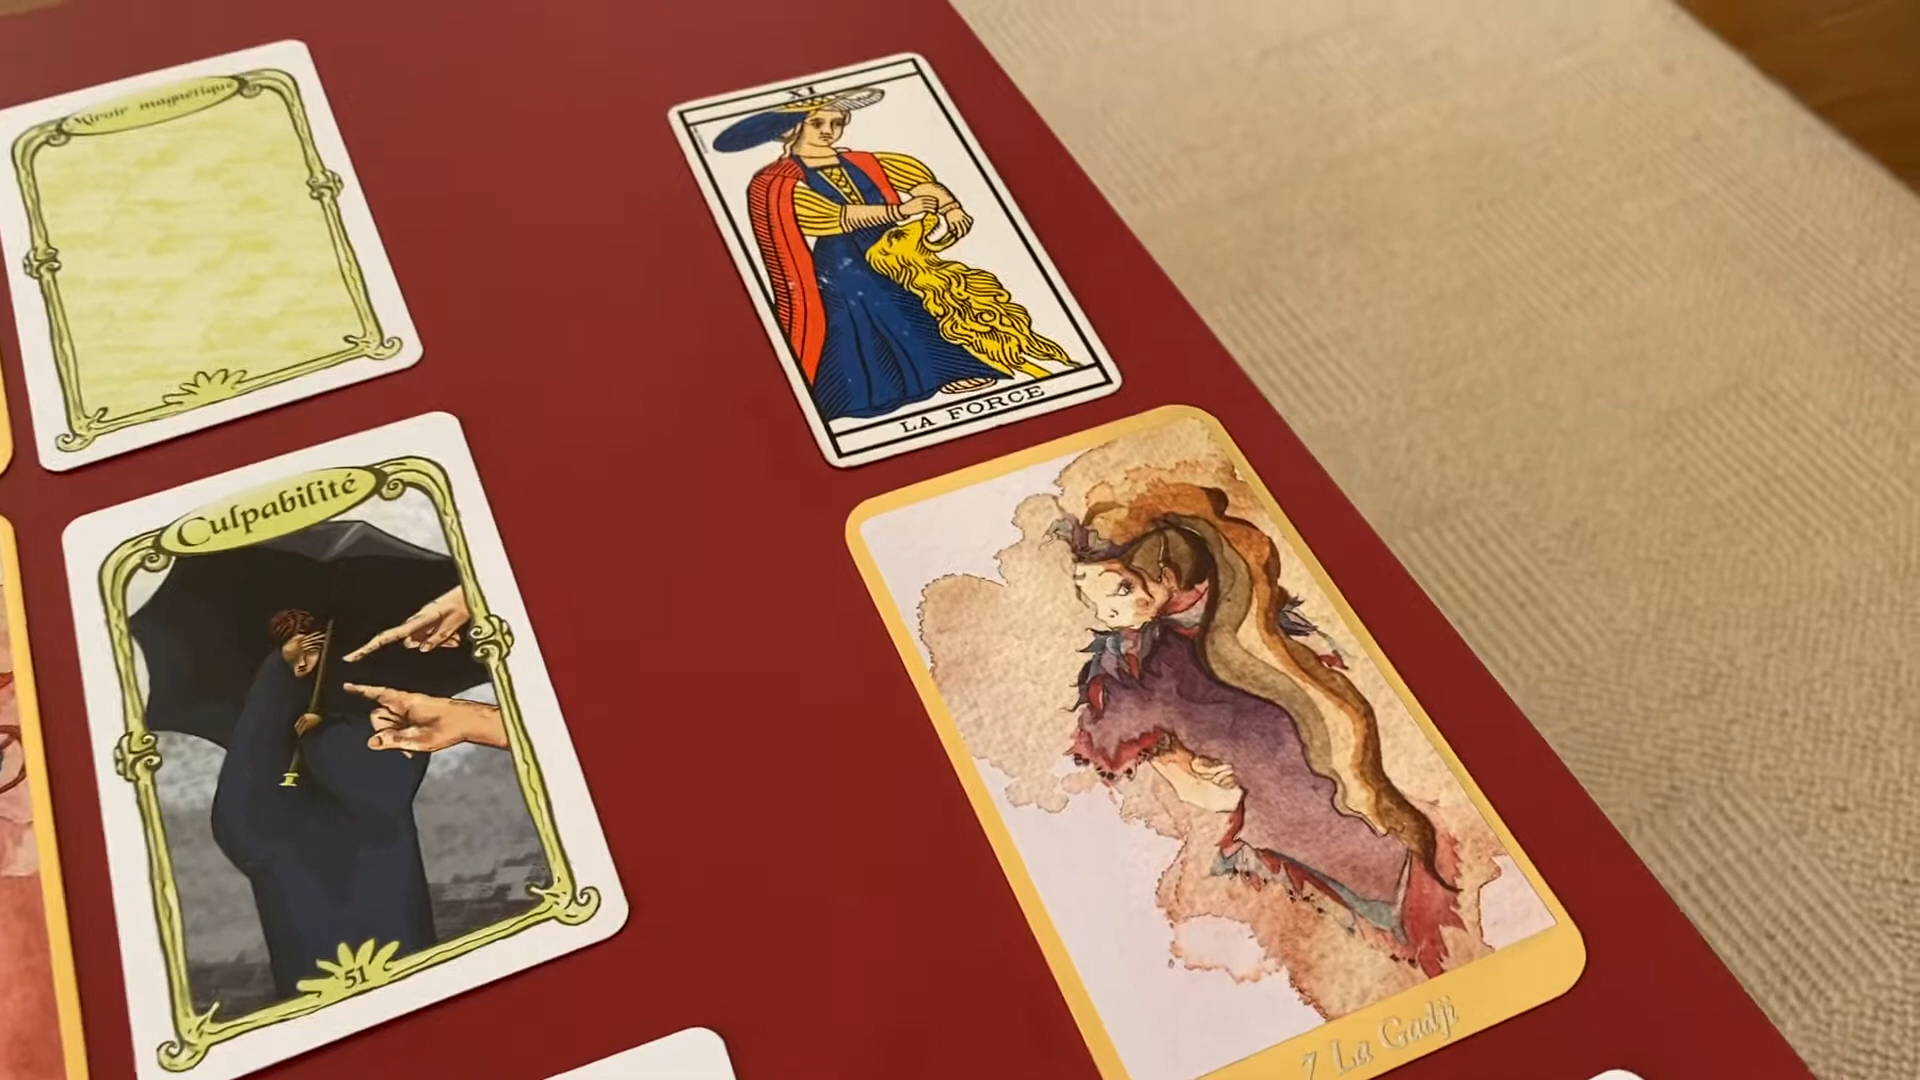 Miroir magnétique
XI
LA FORCE
Culpabilité
51
7 La Gadji